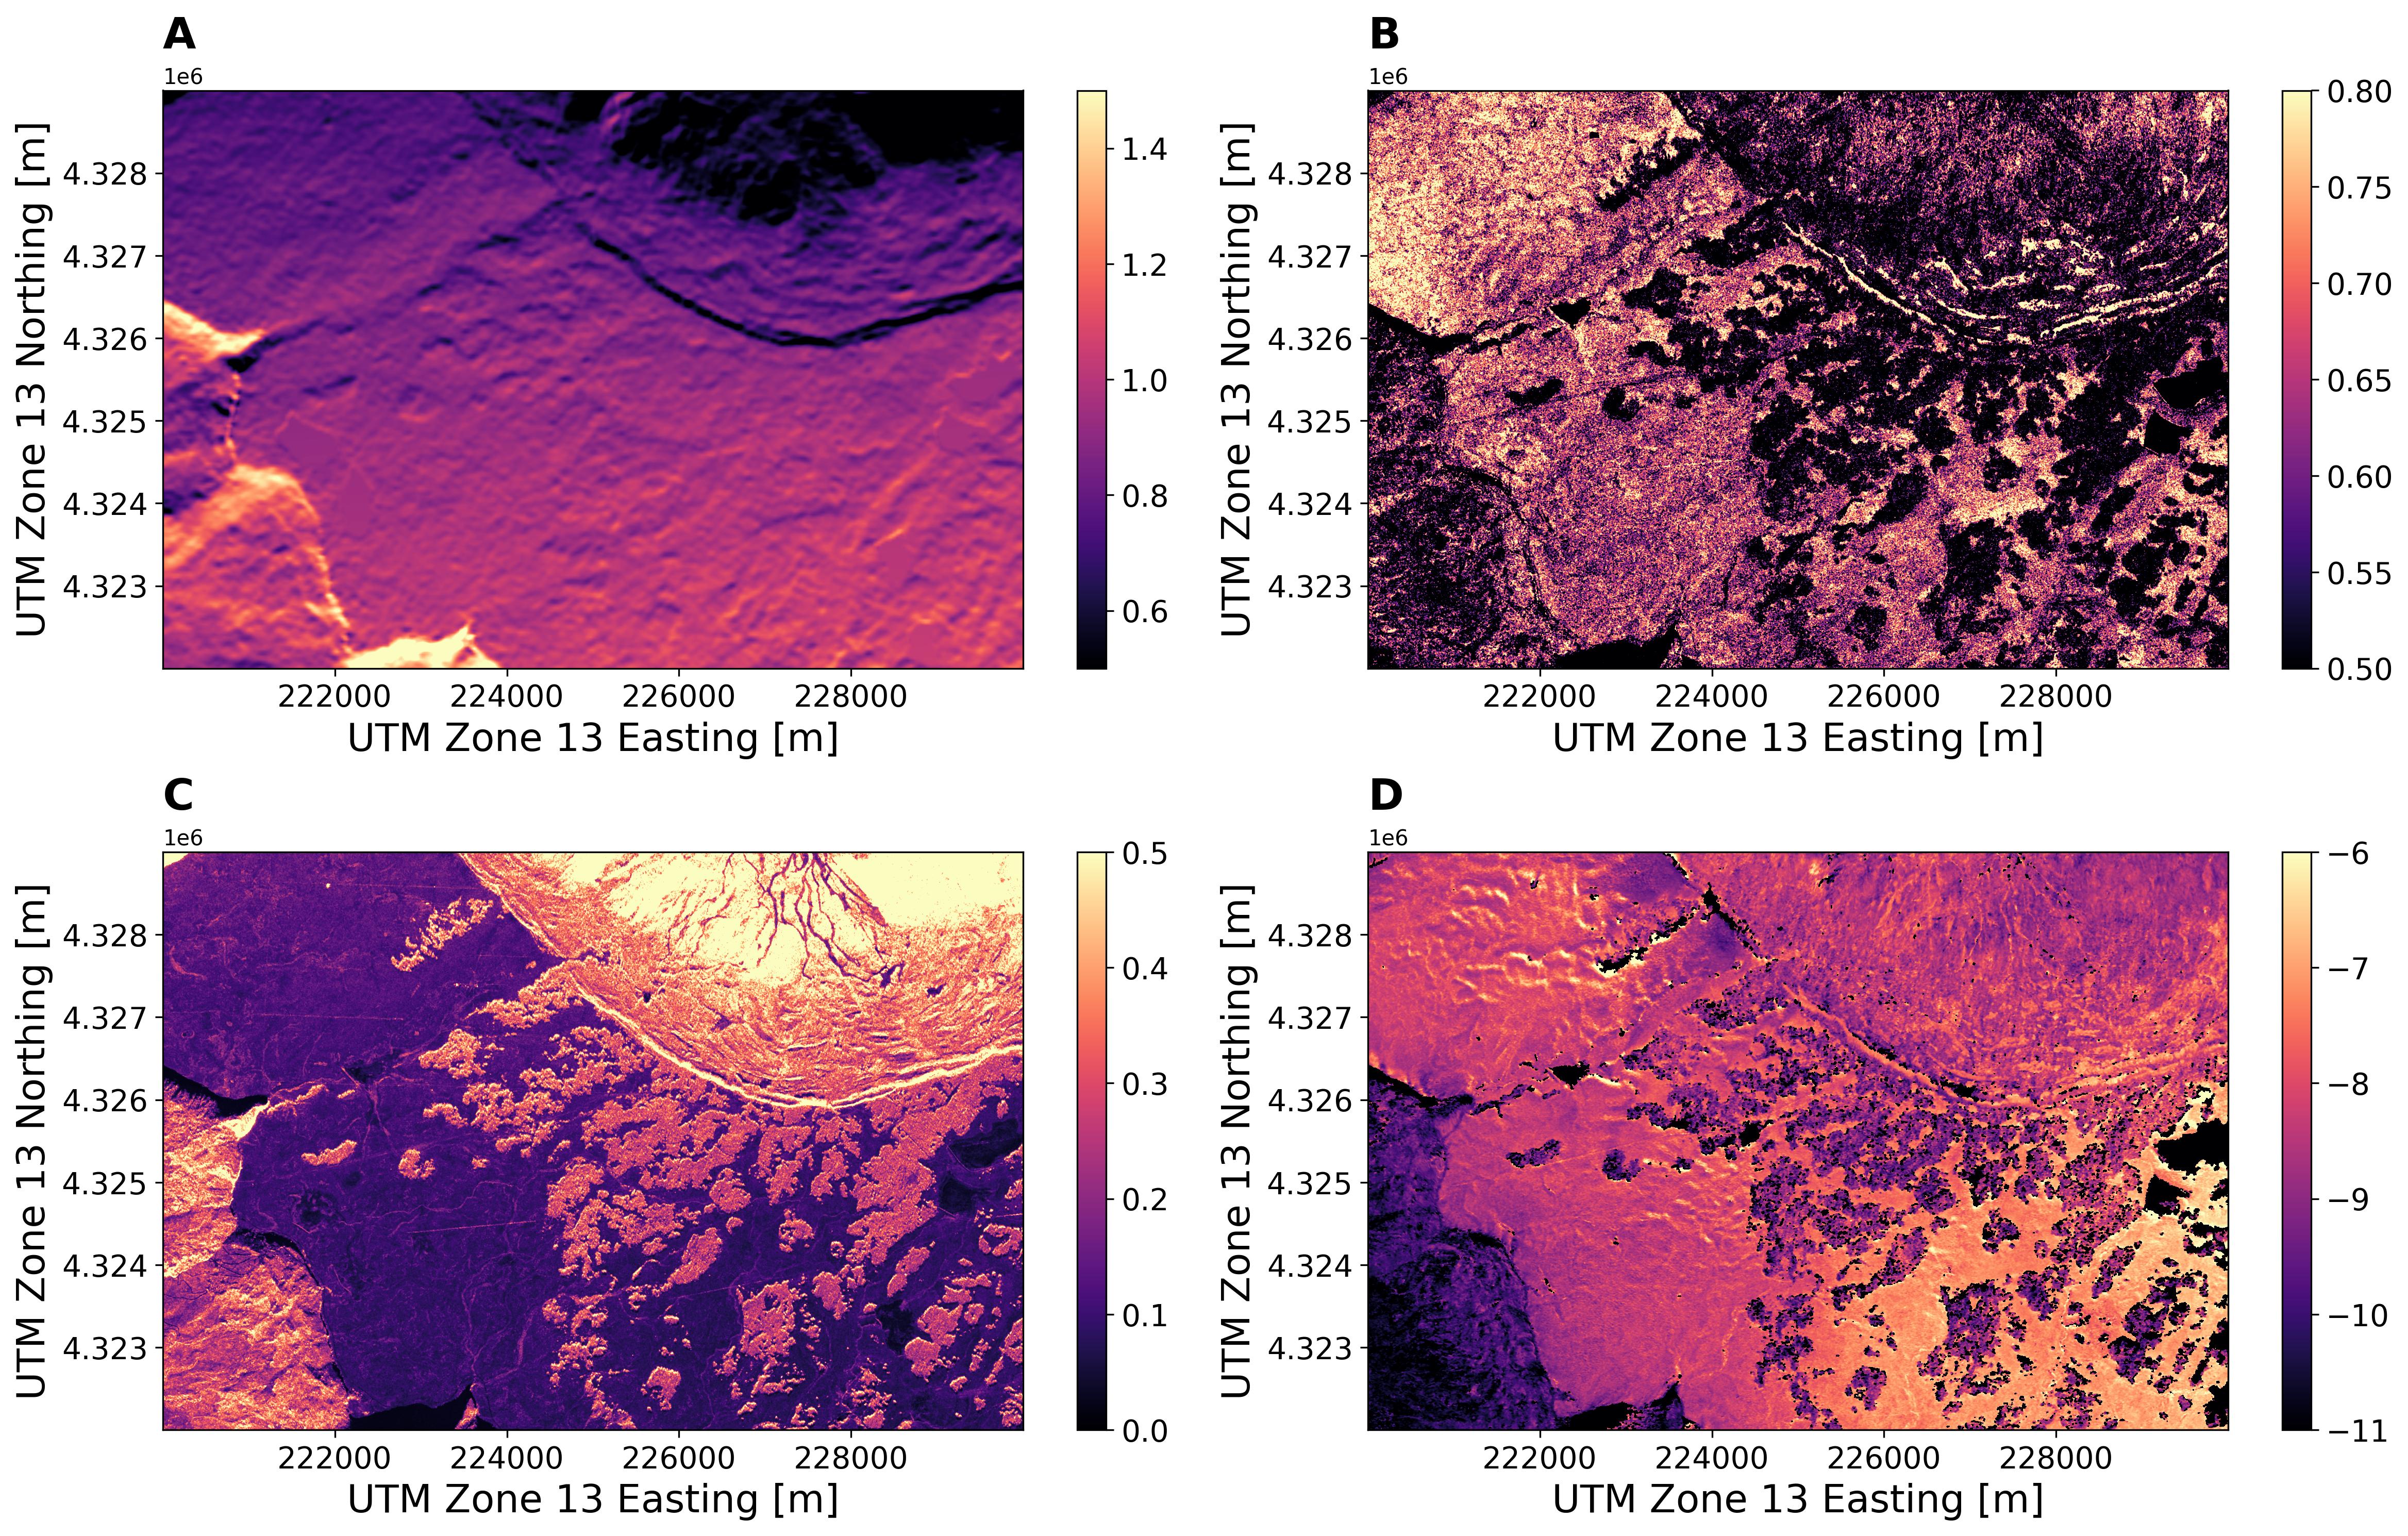 A
1e6
UTM Zone 13 Northing [m]
4.328
4.327
4.326
4.325
4.324
4.323
222000 224000 226000 228000
UTM Zone 13 Easting [m]
1.4
1.2
1.0
0.8
0.6
B
1e6
UTM Zone 13 Northing [m]
4.328
4.327
4.326
4.325
4.324
4.323
222000 224000 226000 228000
UTM Zone 13 Easting [m]
0.80
0.75
0.70
0.65
0.60
0.55
0.50
C
1e6
UTM Zone 13 Northing [m]
4.328
4.327
4.326
4.325
4.324
4.323
222000 224000 226000 228000
UTM Zone 13 Easting [m]
0.5
0.4
0.3
0.2
0.1
0.0
D
1e6
UTM Zone 13 Northing [m]
4.328
4.327
4.326
4.325
4.324
4.323
222000 224000 226000 228000
UTM Zone 13 Easting [m]
−6
−7
−8
−9
−10
−11